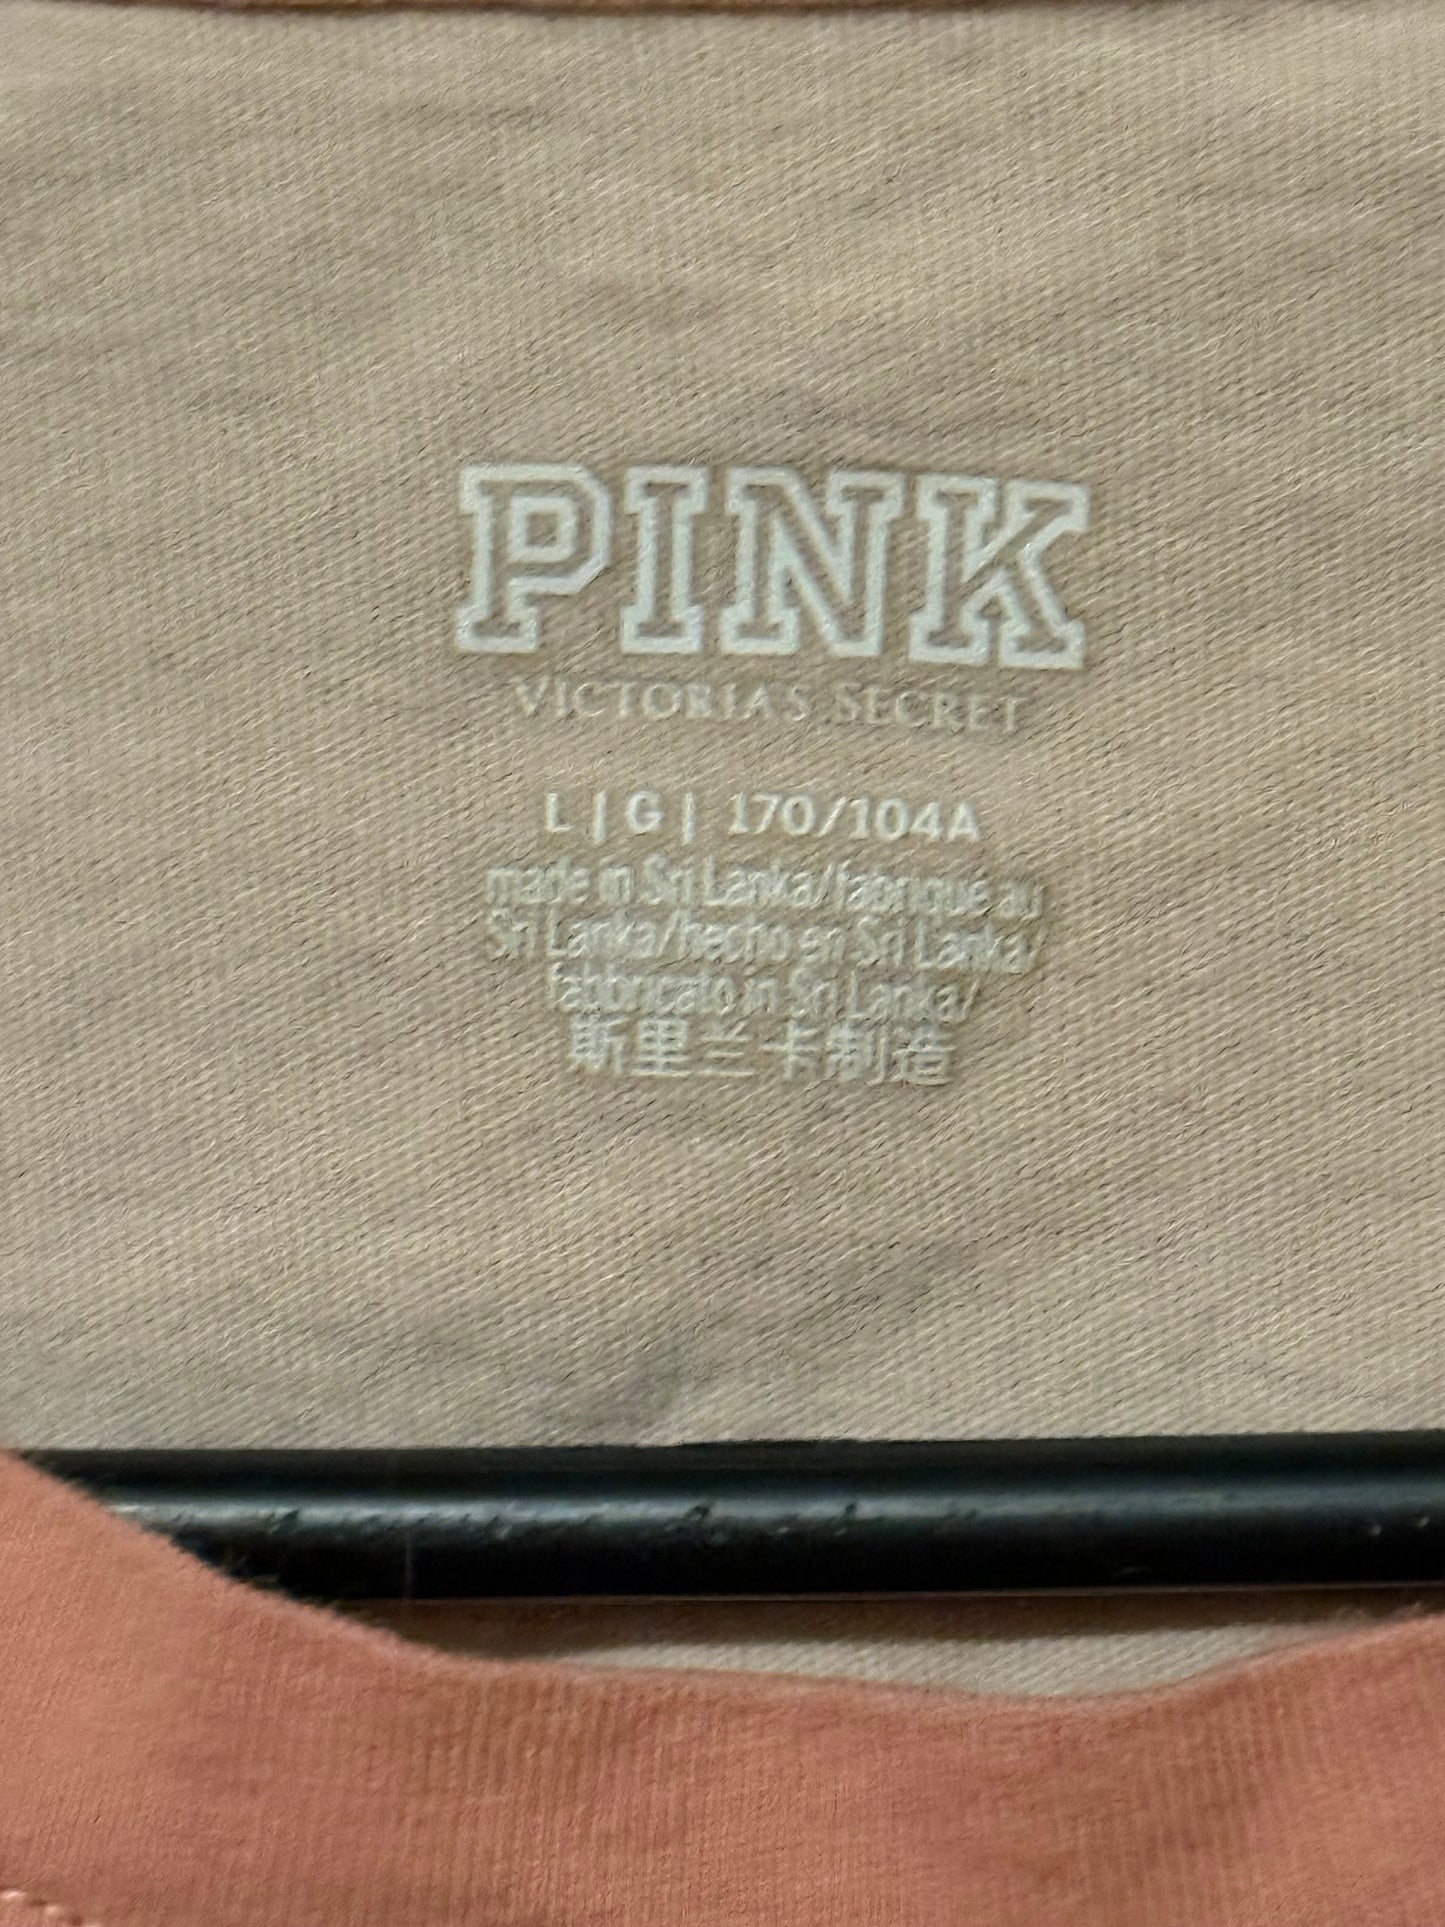 PINK
VICTORIA'S SECRET
L | G | 170/104A
made in Sri Lanka/fabriqué au
Sri Lanka/hecho en Sri Lanka/
fabbricato in Sri Lanka/
斯里兰卡制造